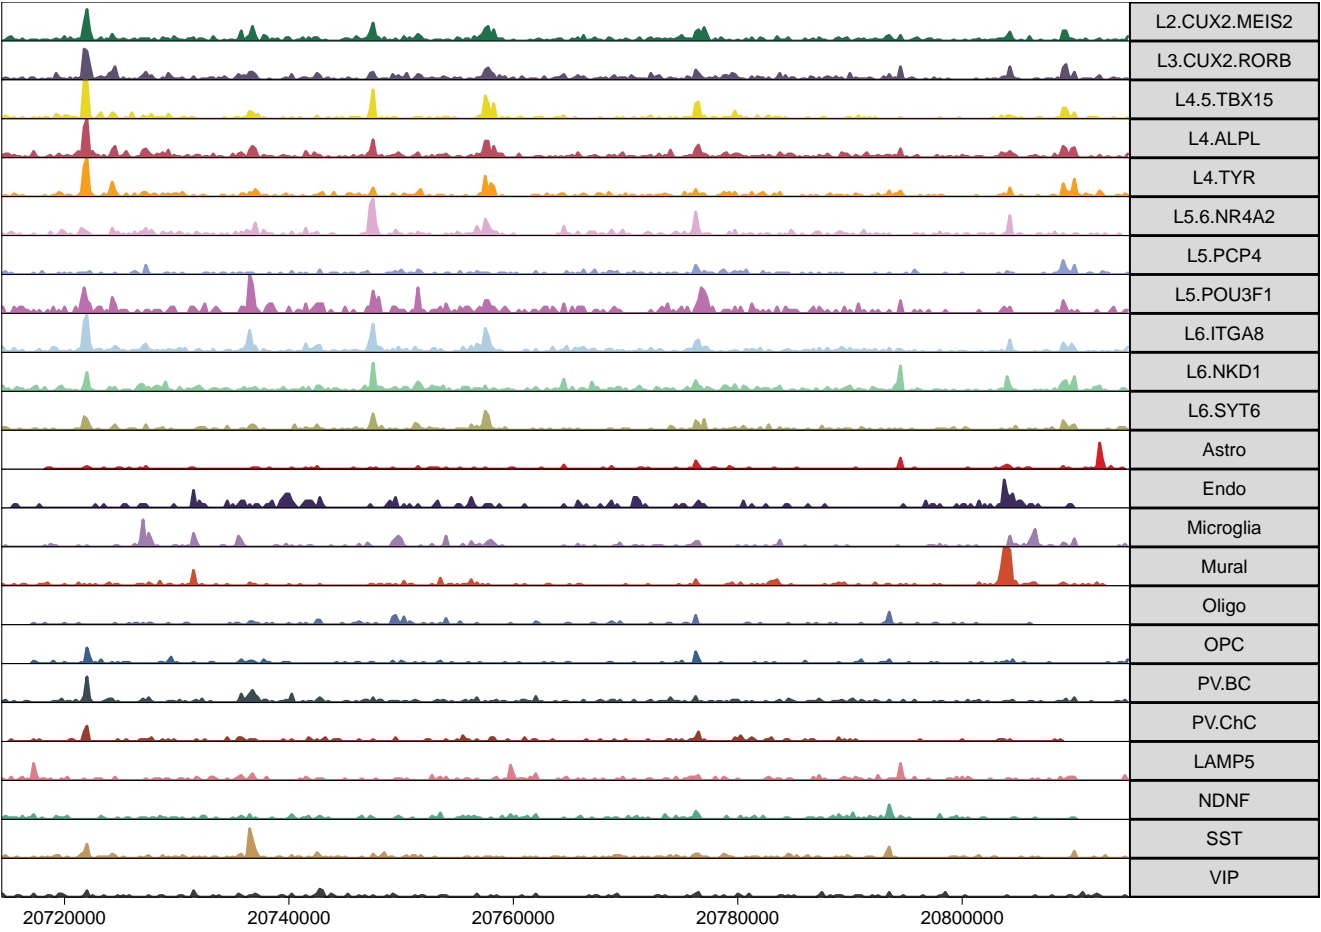 L2.CUX2.MEIS2
L3.CUX2.RORB
L4.5.TBX15
L4.ALPL
L4.TYR
L5.6.NR4A2
L5.PCP4
L5.POU3F1
L6.ITGA8
L6.NKD1
L6.SYT6
Astro
Endo
Microglia
Mural
Oligo
OPC
PV.BC
PV.ChC
LAMP5
NDNF
SST
VIP
20720000 20740000 20760000 20780000 20800000